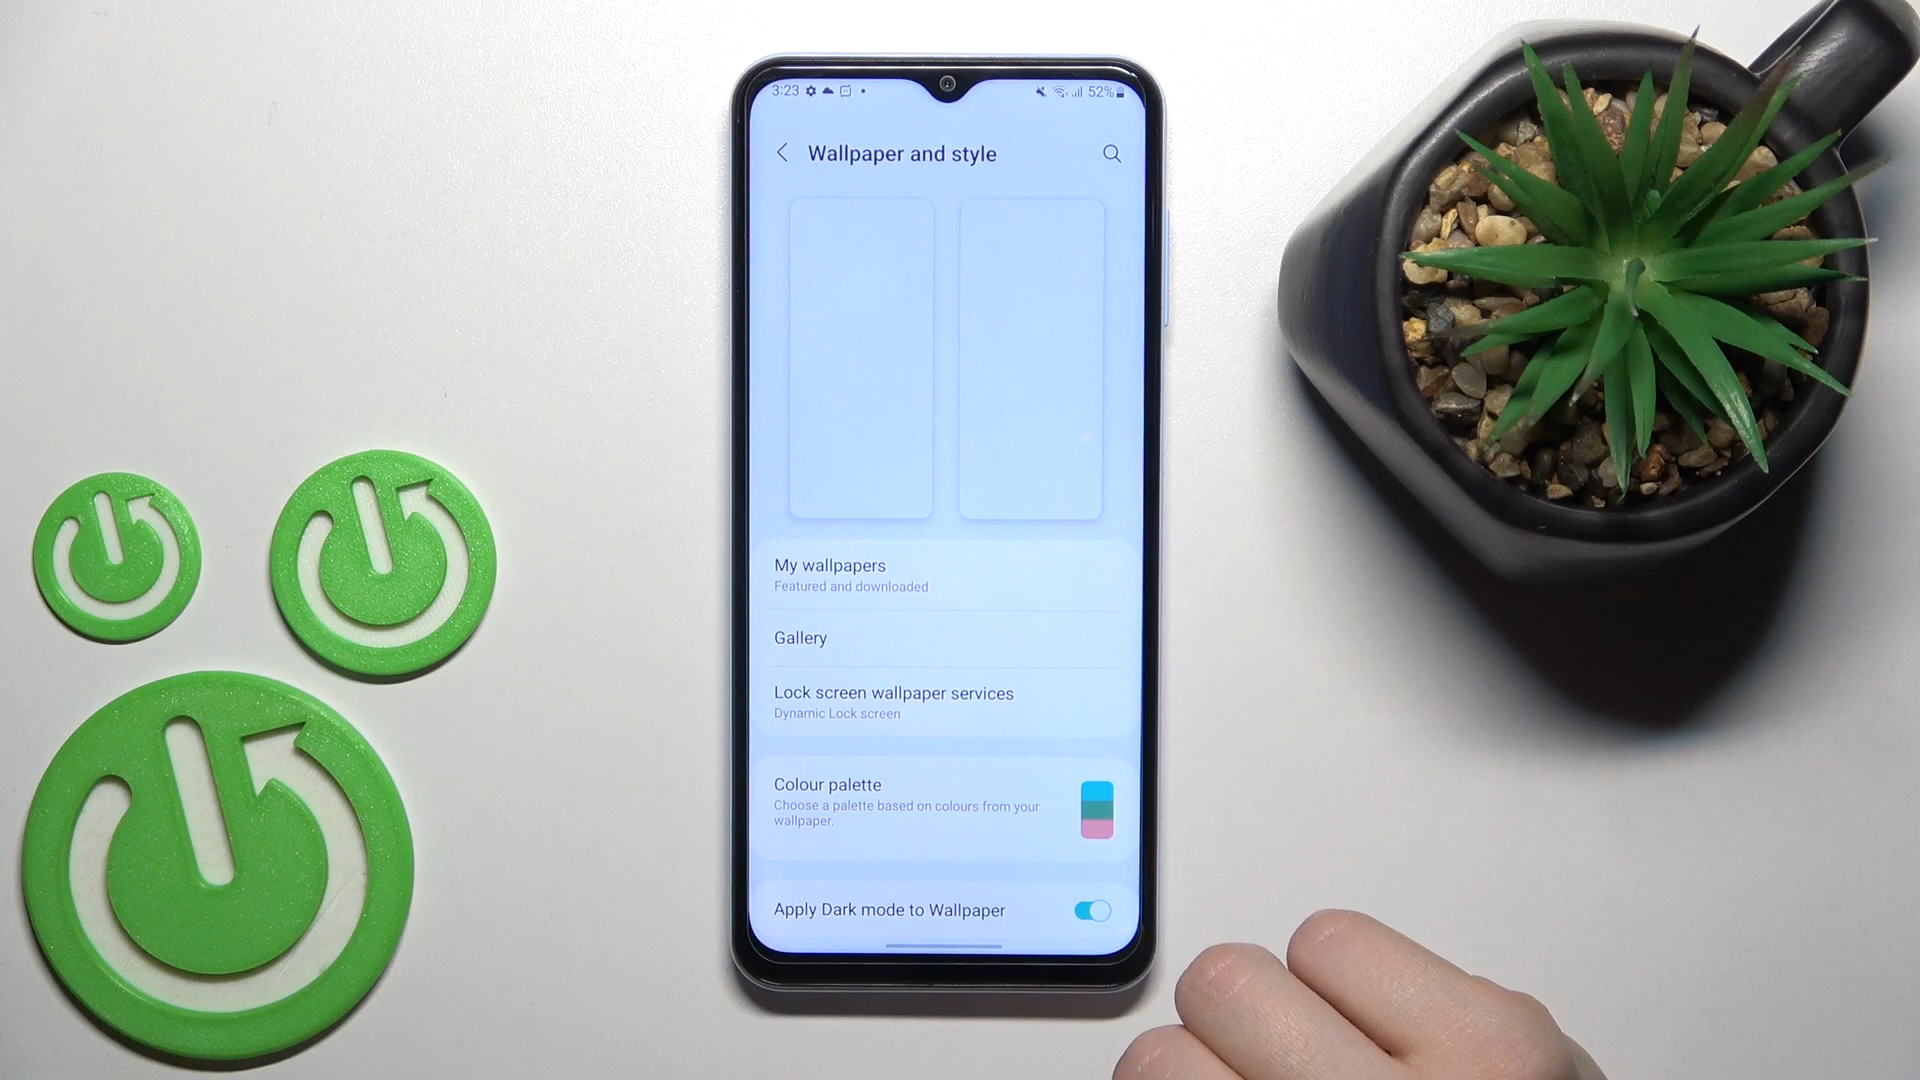 3:23 52%
Wallpaper and style
My wallpapers
Featured and downloaded
Gallery
Lock screen wallpaper services
Dynamic Lock screen
Colour palette
Choose a palette based on colours from your
wallpaper.
Apply Dark mode to Wallpaper